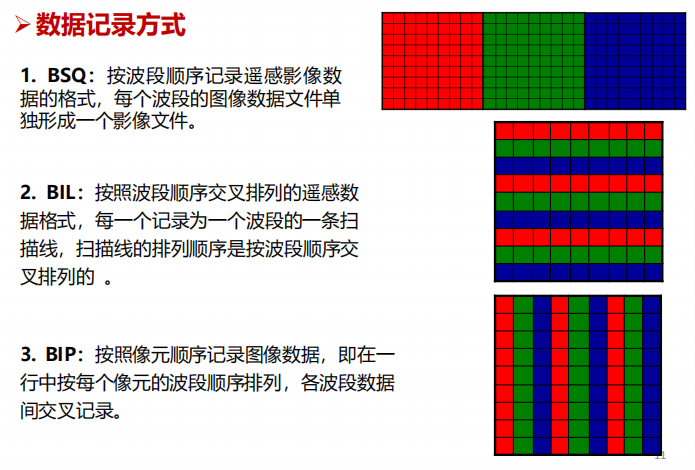 ➢ 数据记录方式
1. BSQ：按波段顺序记录遥感影像数
据的格式，每个波段的图像数据文件单
独形成一个影像文件。
2. BIL：按照波段顺序交叉排列的遥感数
据格式，每一个记录为一个波段的一条扫
描线，扫描线的排列顺序是按波段顺序交
叉排列的 。
3. BIP：按照像元顺序记录图像数据，即在一
行中按每个像元的波段顺序排列，各波段数据
间交叉记录。
11